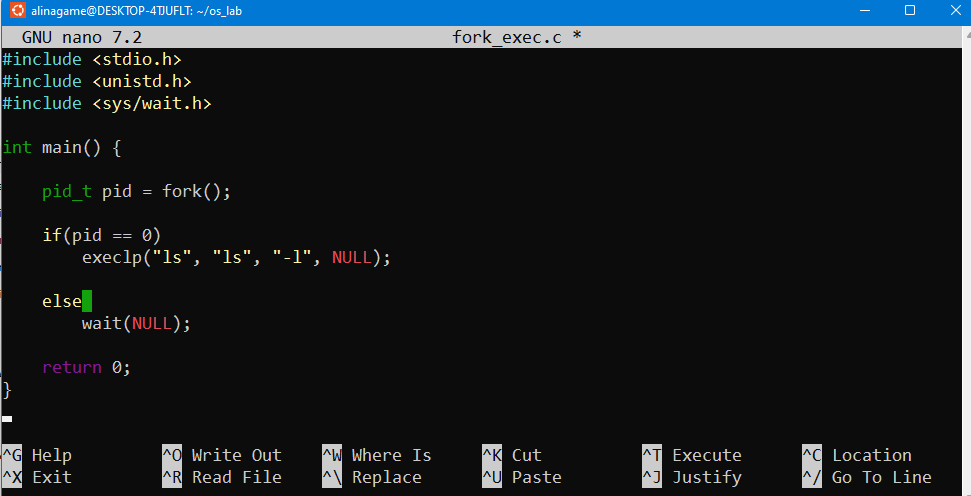 alinagame@DESKTOP-4TJUFLT: ~/os_lab
GNU nano 7.2 fork_exec.c *
#include <stdio.h>
#include <unistd.h>
#include <sys/wait.h>
int main() {
pid_t pid = fork();
if(pid == 0)
execlp("ls", "ls", "-l", NULL);
else
wait(NULL);
return 0;
}
^G Help ^O Write Out ^W Where Is ^K Cut ^T Execute ^C Location
^X Exit ^R Read File ^\ Replace ^U Paste ^J Justify ^/ Go To Line